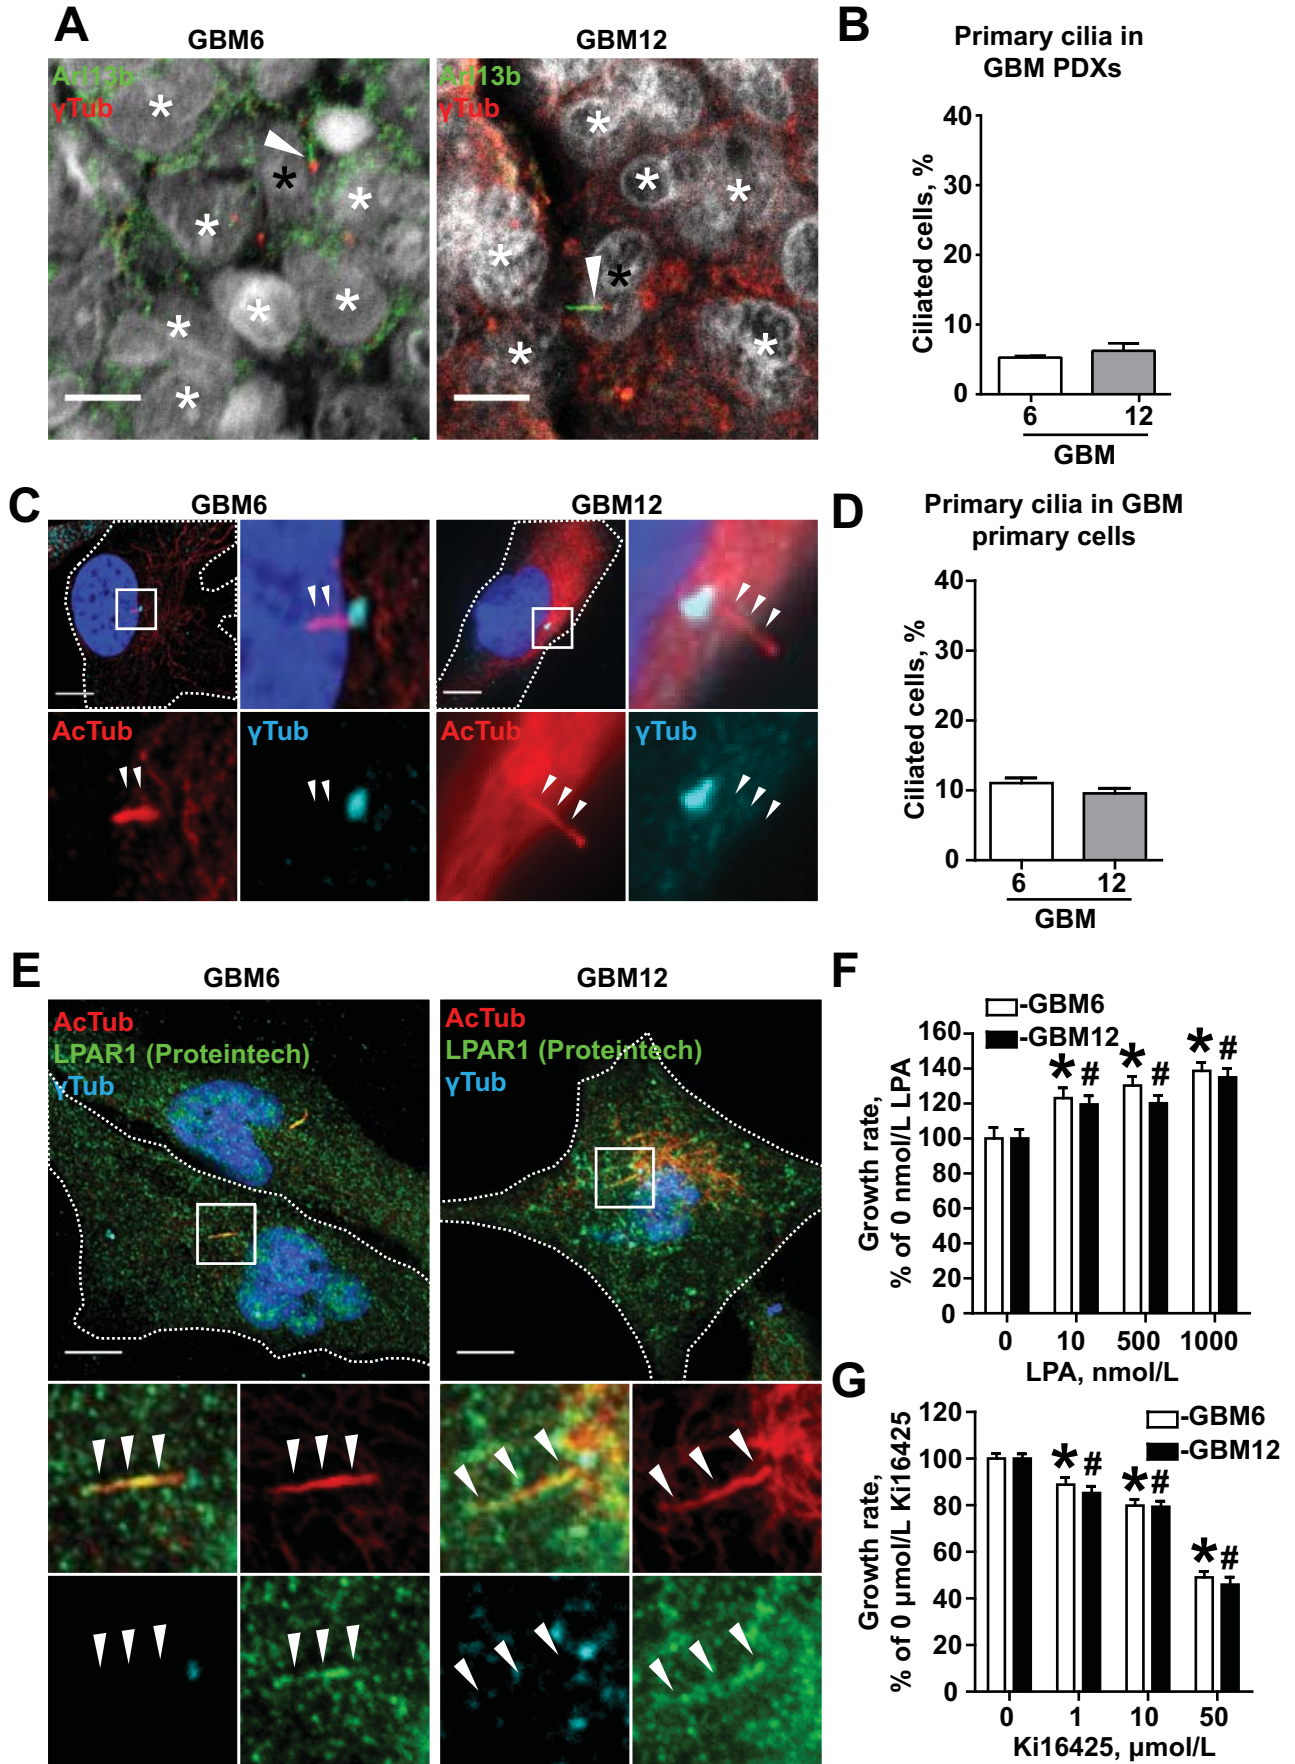 A
GBM6
GBM12
Arl13b
γTub
Arl13b
γTub
* * * * * * * * *
* * * * * * *
B
Primary cilia in
GBM PDXs
Ciliated cells, %
40
30
20
10
0
6
12
GBM
C
GBM6
GBM12
AcTub
γTub
AcTub
γTub
D
Primary cilia in GBM
primary cells
Ciliated cells, %
40
30
20
10
0
6
12
GBM
E
GBM6
GBM12
AcTub
LPAR1 (Proteintech)
γTub
AcTub
LPAR1 (Proteintech)
γTub
F
-GBM6
-GBM12
Growth rate,
% of 0 nmol/L LPA
160
140
120
100
80
60
40
20
0
* # * # * #
0 10 500 1000
LPA, nmol/L
G
-GBM6
-GBM12
Growth rate,
% of 0 μmol/L Ki16425
120
100
80
60
40
20
0
* # * # * #
0 1 10 50
Ki16425, μmol/L